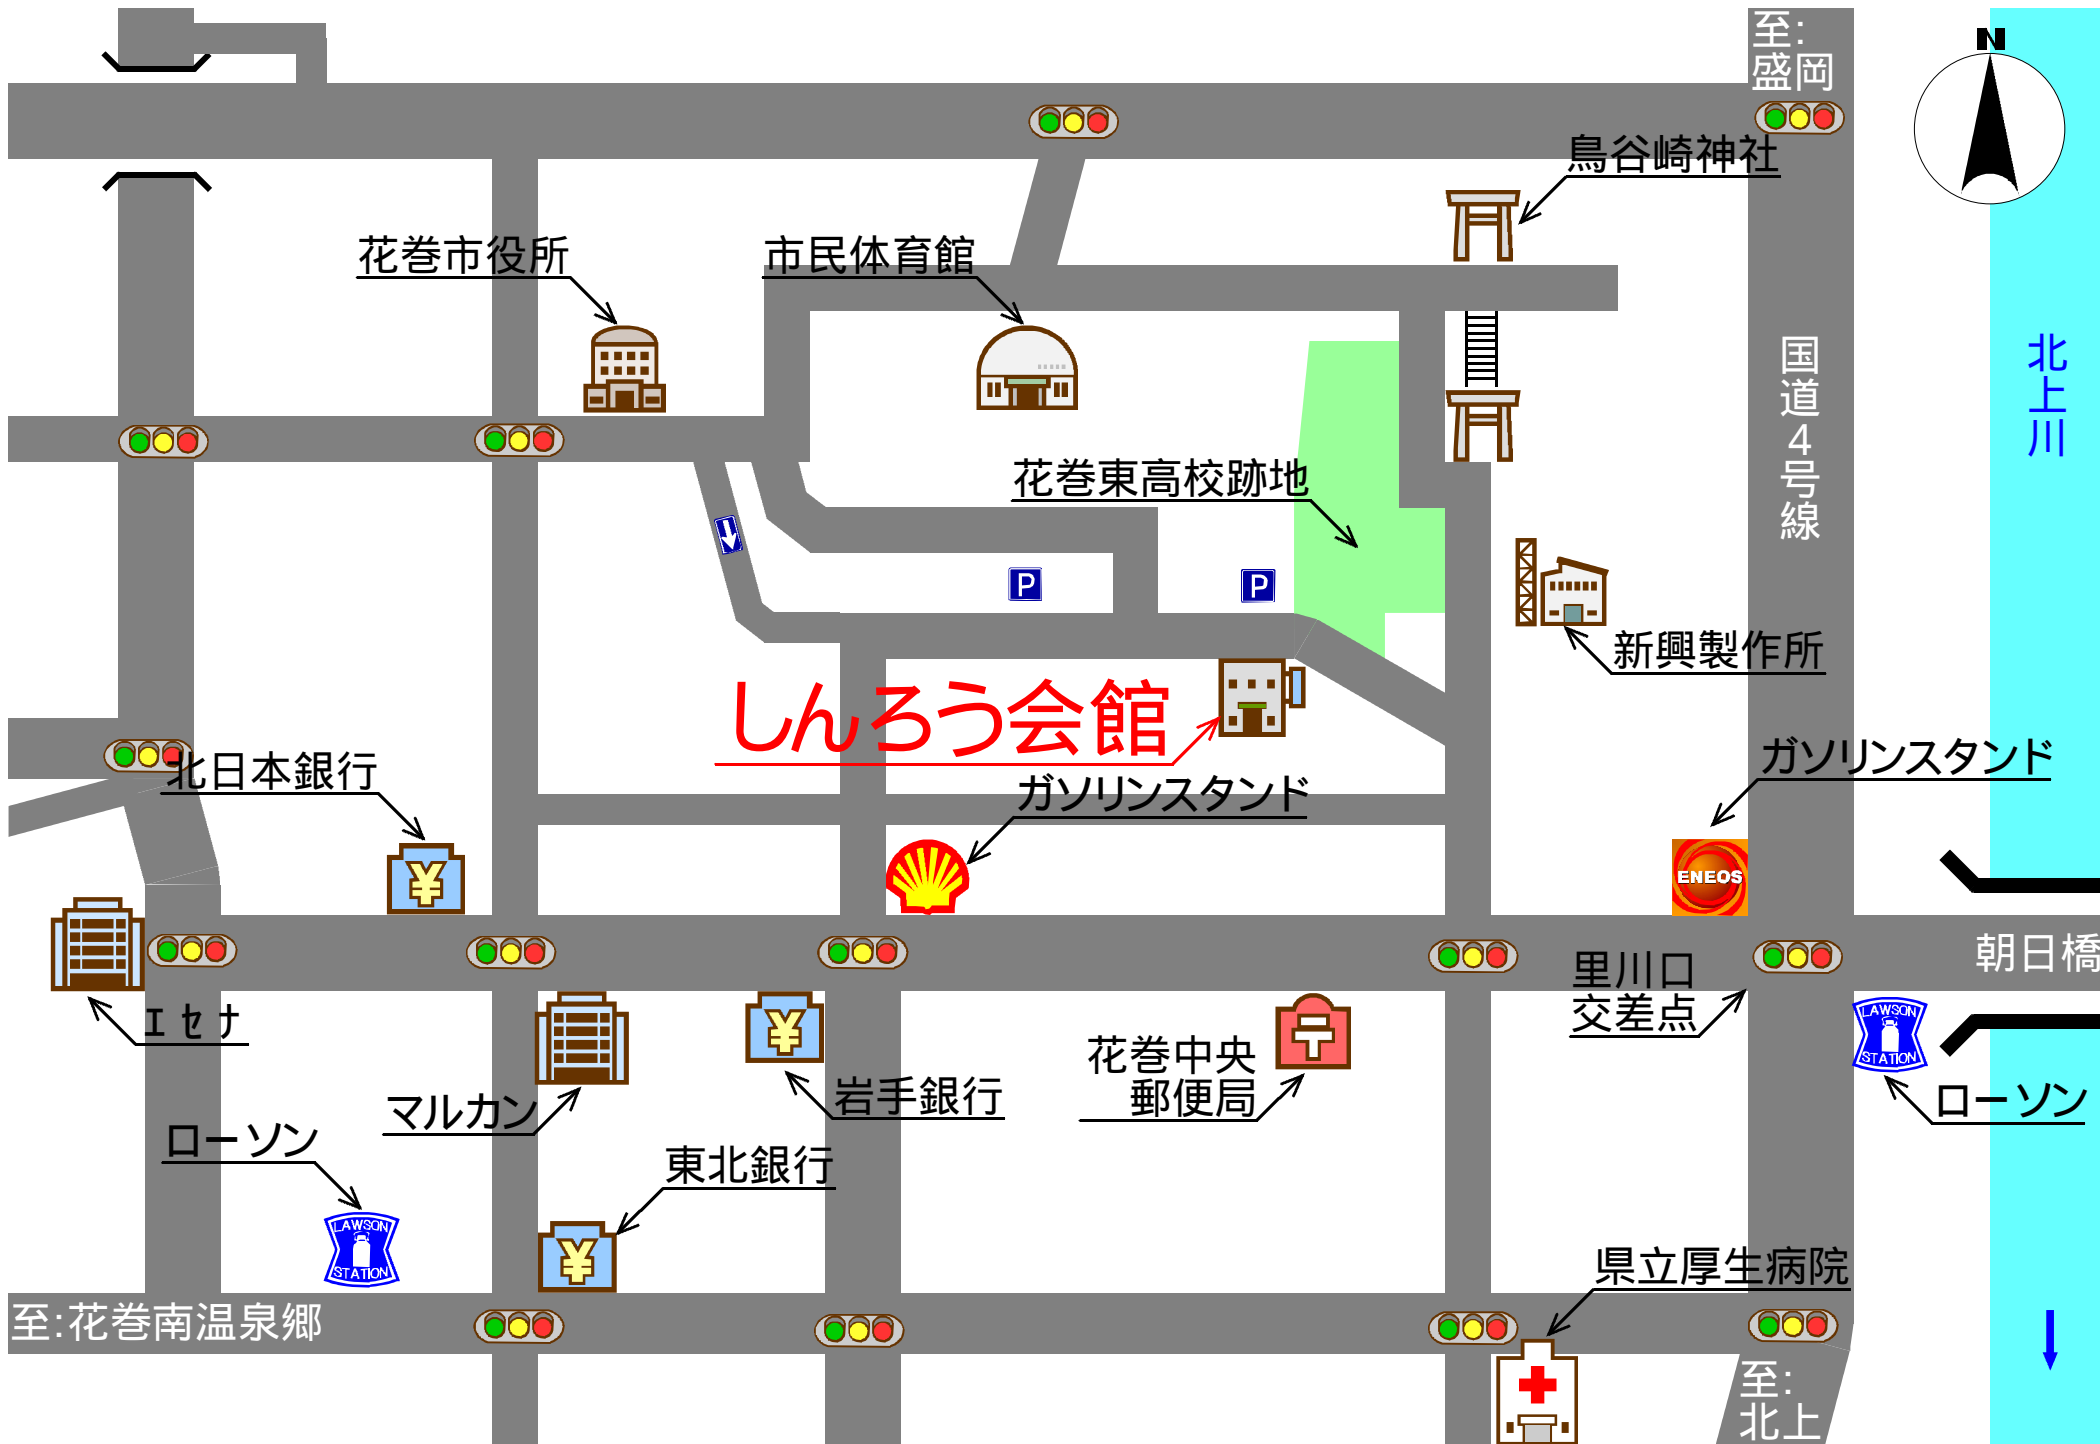 至:
盛岡
N
鳥谷崎神社
花巻市役所
市民体育館
国道4号線
北上川
花巻東高校跡地
P
P
新興製作所
しんろう会館
ガソリンスタンド
北日本銀行
ガソリンスタンド
ENEOS
朝日橋
里川口
交差点
エセナ
LAWSON
STATION
花巻中央
郵便局
岩手銀行
マルカン
ローソン
ローソン
東北銀行
LAWSON
STATION
県立厚生病院
至:花巻南温泉郷
至:
北上